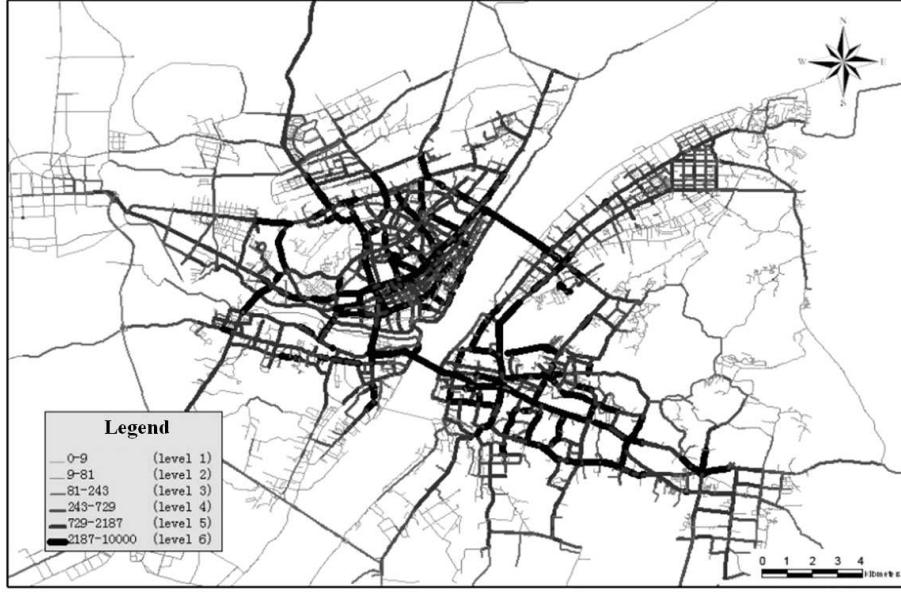 N
W E
S
Legend
0-9 (level 1)
9-81 (level 2)
81-243 (level 3)
243-729 (level 4)
729-2187 (level 5)
2187-10000 (level 6)
0 1 2 3 4